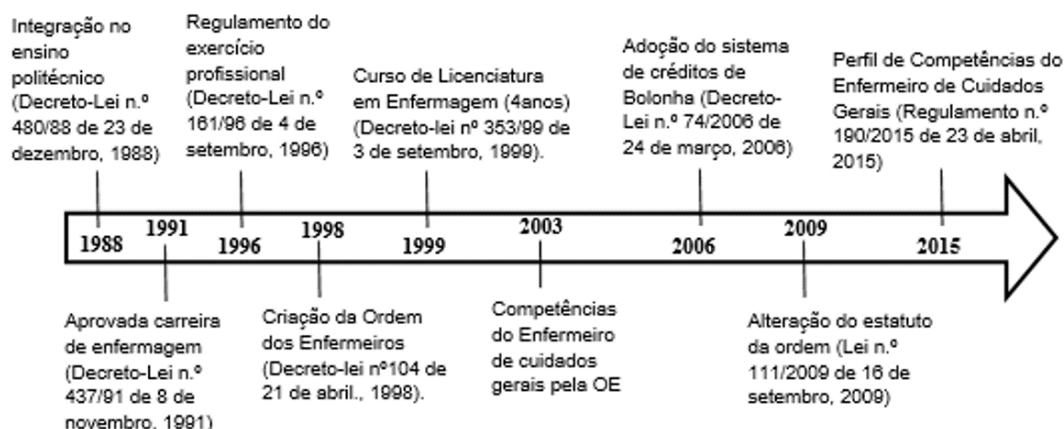 Integração no
ensino
politécnico
(Decreto-Lei n.º
480/88 de 23 de
dezembro, 1988)
Regulamento do
exercício
profissional
(Decreto-Lei n.º
161/96 de 4 de
setembro, 1996)
Curso de Licenciatura
em Enfermagem (4anos)
(Decreto-lei nº 353/99 de
3 de setembro, 1999).
Adoção do sistema
de créditos de
Bolonha (Decreto-
Lei n.º 74/2006 de
24 de março, 2006)
Perfil de Competências do
Enfermeiro de Cuidados
Gerais (Regulamento n.º
190/2015 de 23 de abril,
2015)
1988
1991
1996
1998
1999
2003
2006
2009
2015
Aprovada carreira
de enfermagem
(Decreto-Lei n.º
437/91 de 8 de
novembro, 1991)
Criação da Ordem
dos Enfermeiros
(Decreto-lei nº104 de
21 de abril., 1998).
Competências
do Enfermeiro
de cuidados
gerais pela OE
Alteração do estatuto
da ordem (Lei n.º
111/2009 de 16 de
setembro, 2009)